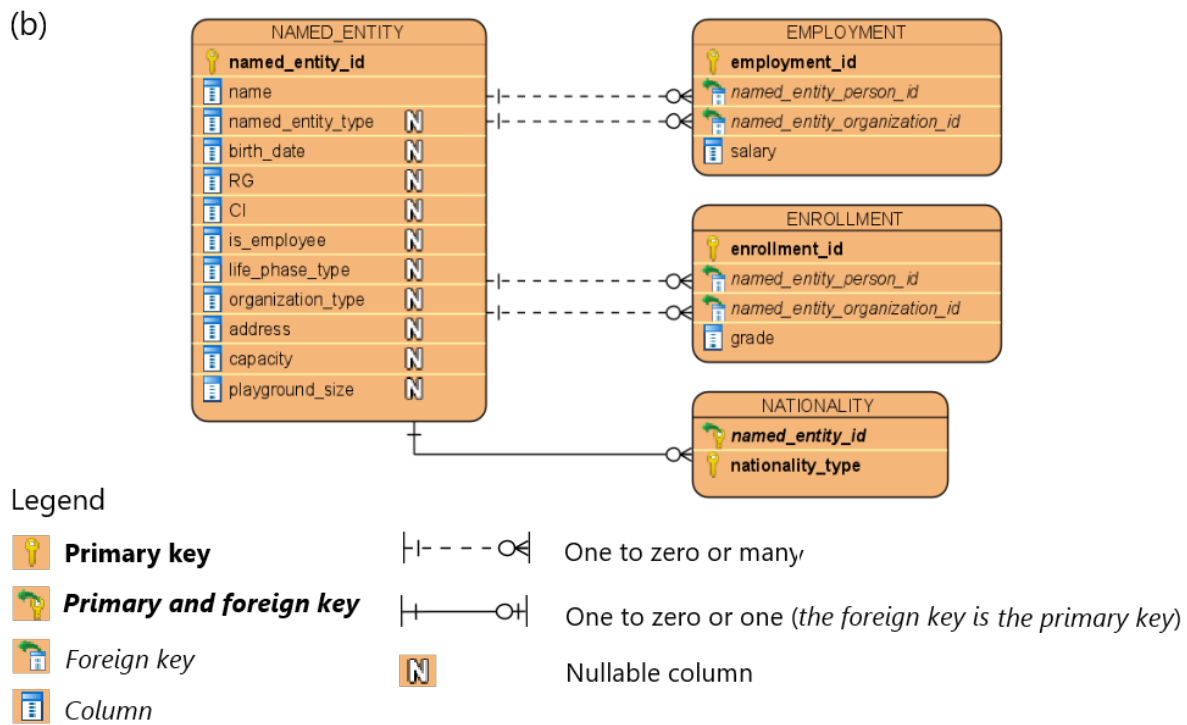 (b)
NAMED_ENTITY
named_entity_id
name
named_entity_type N
birth_date N
RG N
CI N
is_employee N
life_phase_type N
organization_type N
address N
capacity N
playground_size N
EMPLOYMENT
employment_id
named_entity_person_id
named_entity_organization_id
salary
ENROLLMENT
enrollment_id
named_entity_person_id
named_entity_organization_id
grade
NATIONALITY
named_entity_id
nationality_type
Legend
Primary key
Primary and foreign key
Foreign key
Column
One to zero or many
One to zero or one (the foreign key is the primary key)
N Nullable column